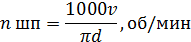 n шп = 1000v / πd , об/мин